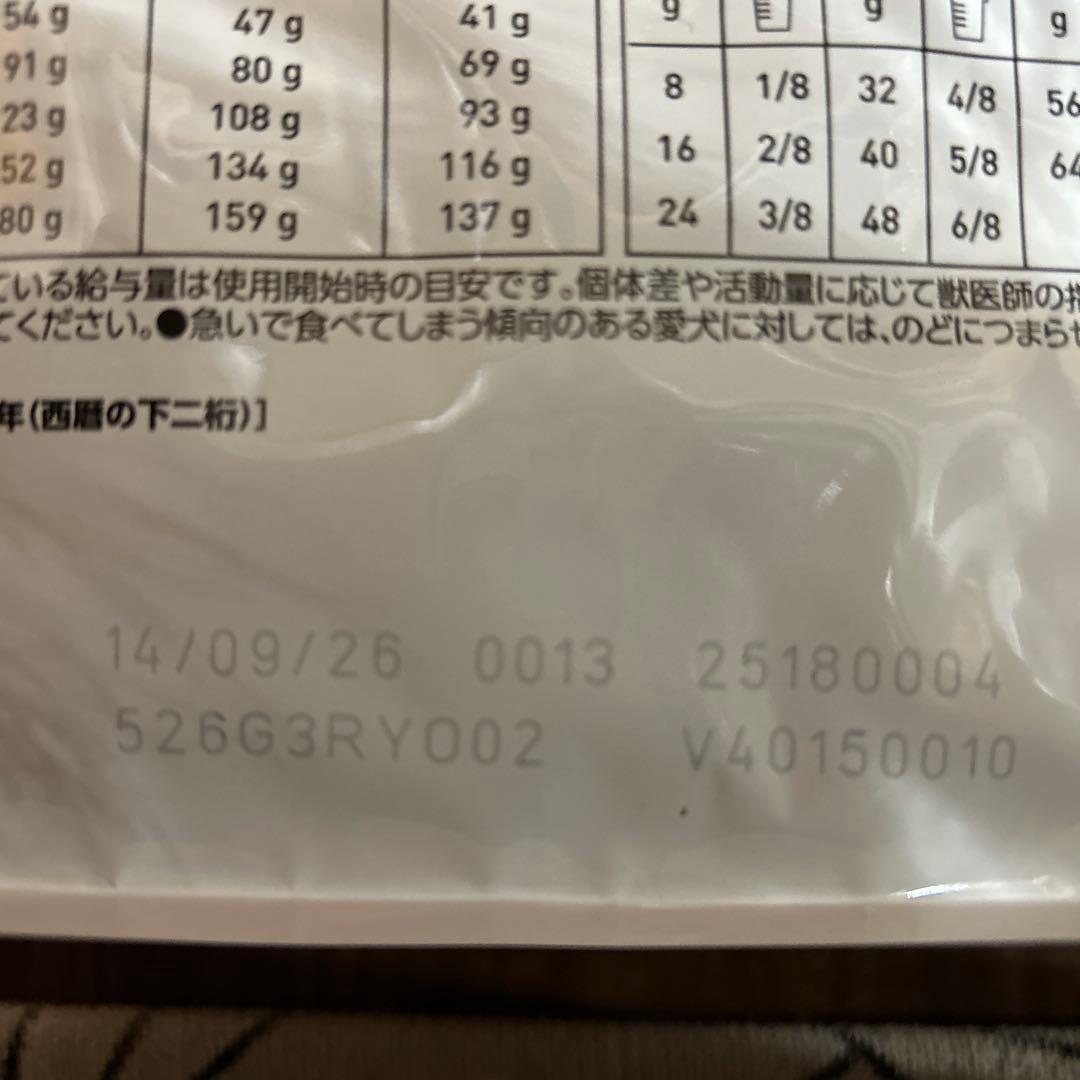 54 g 47 g 41 g
91 g 80 g 69 g
23 g 108 g 93 g
52 g 134 g 116 g
80 g 159 g 137 g
g g g
8 1/8 32 4/8 56
16 2/8 40 5/8 64
24 3/8 48 6/8
ている給与量は使用開始時の目安です。個体差や活動量に応じて獣医師の指
てください。●急いで食べてしまう傾向のある愛犬に対しては、のどにつまらせ
年(西暦の下二桁)]
14/09/26 0013 25180004
526G3RY002 V40150010